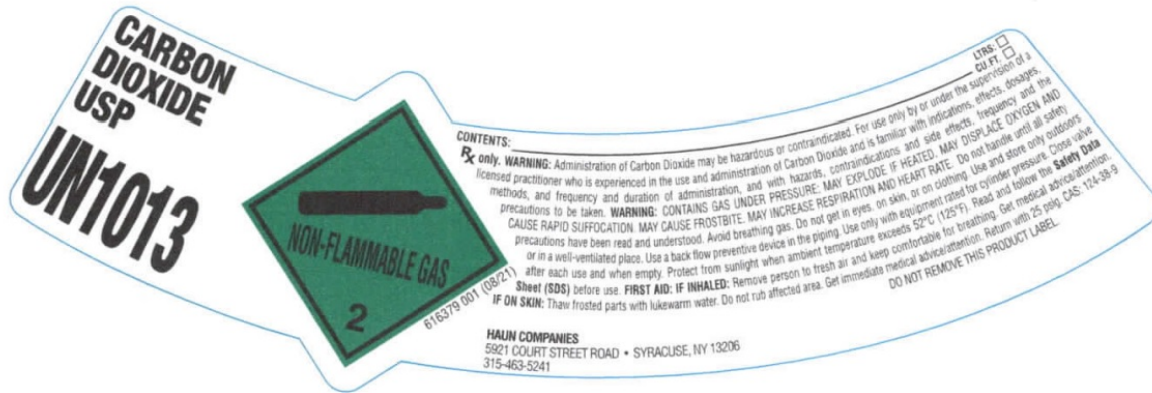 CARBON
DIOXIDE
USP
UN1013
NON-FLAMMABLE GAS
2
616379 001 (08/21)
CONTENTS:
LTRS: □
CU.FT. □
Rx only. WARNING: Administration of Carbon Dioxide may be hazardous or contraindicated. For use only by or under the supervision of a
licensed practitioner who is experienced in the use and administration of Carbon Dioxide and is familiar with indications, effects, dosages,
methods, and frequency and duration of administration, and with hazards, contraindications and side effects, frequency and the
precautions to be taken. WARNING: CONTAINS GAS UNDER PRESSURE: MAY EXPLODE IF HEATED. MAY DISPLACE OXYGEN AND
CAUSE RAPID SUFFOCATION. MAY CAUSE FROSTBITE. MAY INCREASE RESPIRATION AND HEART RATE. Do not handle until all safety
precautions have been read and understood. Avoid breathing gas. Do not get in eyes, on skin, or on clothing. Use and store only outdoors
or in a well-ventilated place. Use a back flow preventive device in the piping. Use only with equipment rated for cylinder pressure. Close valve
after each use and when empty. Protect from sunlight when ambient temperature exceeds 52°C (125°F). Read and follow the Safety Data
Sheet (SDS) before use. FIRST AID: IF INHALED: Remove person to fresh air and keep comfortable for breathing. Get medical advice/attention.
IF ON SKIN: Thaw frosted parts with lukewarm water. Do not rub affected area. Get immediate medical advice/attention. Return with 25 psig. CAS: 124-38-9
DO NOT REMOVE THIS PRODUCT LABEL.
HAUN COMPANIES
5921 COURT STREET ROAD • SYRACUSE, NY 13206
315-463-5241